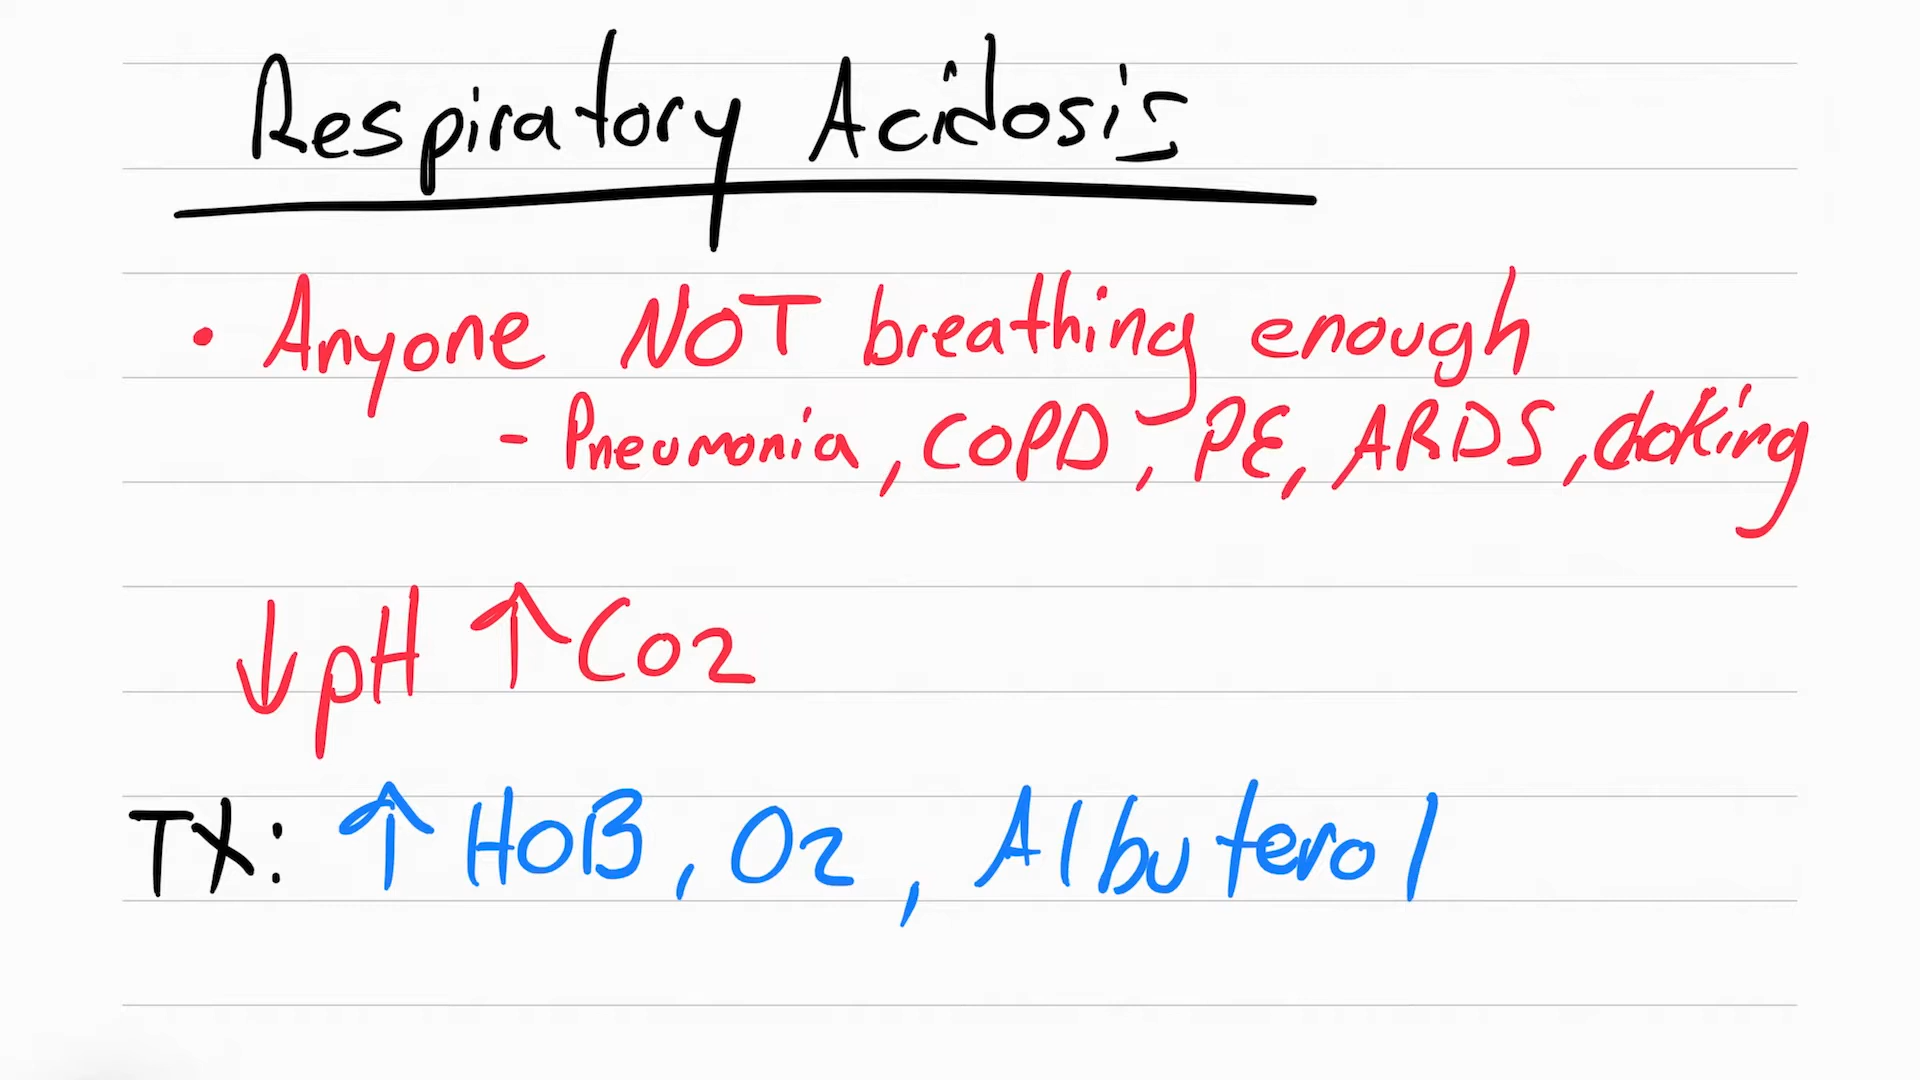 Respiratory Acidosis
• Anyone NOT breathing enough
- Pneumonia, COPD, PE, ARDS, choking
↓pH ↑CO2
TX: ↑HOB, O2, Albuterol